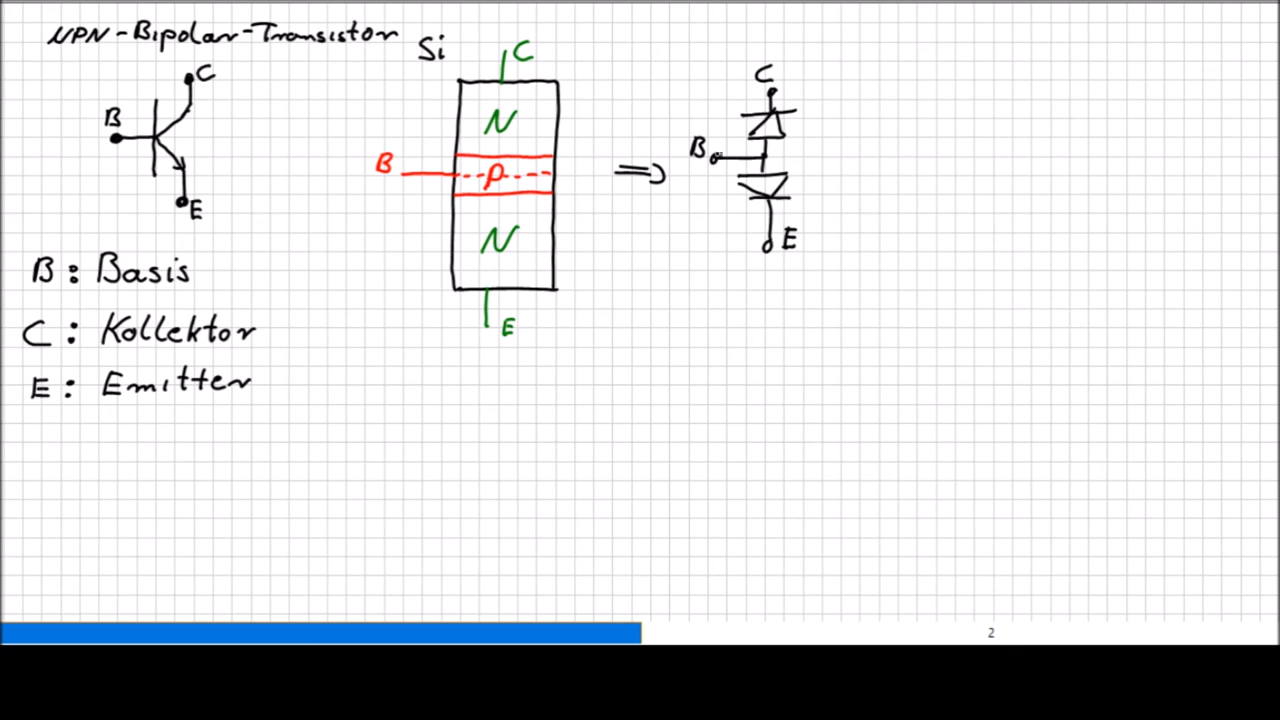 NPN-Bipolar-Transistor
C
B
E
B: Basis
C: Kollektor
E: Emitter
Si
C
N
B
P
N
E
⇒
C
B
E
2